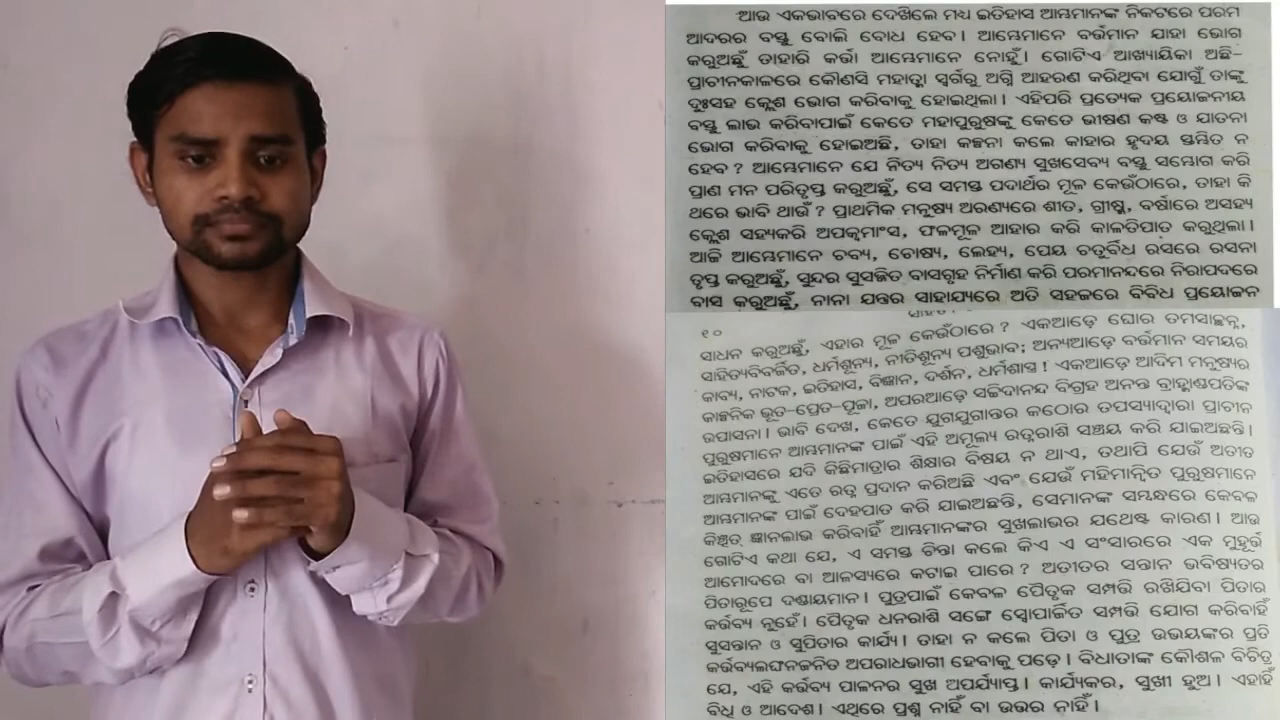 ଆଉ ଏକଭାବରେ ଦେଖିଲେ ମଧ୍ୟ ଇତିହାସ ଆମ୍ଭମାନଙ୍କ ନିକଟରେ ପରମ
ଆଦରର ବସ୍ତୁ ବୋଲି ବୋଧ ହେବ। ଆମ୍ଭେମାନେ ବର୍ତ୍ତମାନ ଯାହା ଭୋଗ
କରୁଅଛୁଁ ତାହାରି କର୍ତ୍ତା ଆମ୍ଭେମାନେ ନୋହୁଁ। ଗୋଟିଏ ଆଖ୍ୟାୟିକା ଅଛି–
ପ୍ରାଚୀନକାଳରେ କୌଣସି ମହାତ୍ମା ସ୍ୱର୍ଗରୁ ଅଗ୍ନି ଆହରଣ କରିଥିବା ଯୋଗୁଁ ତାଙ୍କୁ
ଦୁଃସହ କ୍ଳେଶ ଭୋଗ କରିବାକୁ ହୋଇଥିଲା। ଏହିପରି ପ୍ରତ୍ୟେକ ପ୍ରୟୋଜନୀୟ
ବସ୍ତୁ ଲାଭ କରିବାପାଇଁ କେତେ ମହାପୁରୁଷଙ୍କୁ କେତେ ଭୀଷଣ କଷ୍ଟ ଓ ଯାତନା
ଭୋଗ କରିବାକୁ ହୋଇଅଛି, ତାହା କଳ୍ପନା କଲେ କାହାର ହୃଦୟ ସ୍ତମ୍ଭିତ ନ
ହେବ ? ଆମ୍ଭେମାନେ ଯେ ନିତ୍ୟ ନିତ୍ୟ ଅଗଣ୍ୟ ସୁଖସେବ୍ୟ ବସ୍ତୁ ସମ୍ଭୋଗ କରି
ପ୍ରାଣ ମନ ପରିତୃପ୍ତ କରୁଅଛୁଁ, ସେ ସମସ୍ତ ପଦାର୍ଥର ମୂଳ କେଉଁଠାରେ, ତାହା କି
ଥରେ ଭାବି ଥାଉଁ ? ପ୍ରାଥମିକ ମନୁଷ୍ୟ ଅରଣ୍ୟରେ ଶୀତ, ଗ୍ରୀଷ୍ମ, ବର୍ଷାରେ ଅସହ୍ୟ
କ୍ଳେଶ ସହ୍ୟକରି ଅପକ୍ୱମାଂସ, ଫଳମୂଳ ଆହାର କରି କାଳାତିପାତ କରୁଥିଲା।
ଆଜି ଆମ୍ଭେମାନେ ଚବ୍ୟ, ଚୋଷ୍ୟ, ଲେହ୍ୟ, ପେୟ ଚତୁର୍ବିଧ ରସରେ ରସନା
ତୃପ୍ତ କରୁଅଛୁଁ, ସୁନ୍ଦର ସୁସଜ୍ଜିତ ବାସଗୃହ ନିର୍ମାଣ କରି ପରମାନନ୍ଦରେ ନିରାପଦରେ
ବାସ କରୁଅଛୁଁ, ନାନା ଯନ୍ତ୍ରର ସାହାଯ୍ୟରେ ଅତି ସହଜରେ ବିବିଧ ପ୍ରୟୋଜନ
୧୦
ସାଧନ କରୁଅଛୁଁ, ଏହାର ମୂଳ କେଉଁଠାରେ ? ଏକଆଡ଼େ ଘୋର ତମସାଚ୍ଛନ୍ନ,
ସାହିତ୍ୟବିବର୍ଜିତ, ଧର୍ମଶୂନ୍ୟ, ନୀତିଶୂନ୍ୟ ପଶୁଭାବ; ଅନ୍ୟଆଡ଼େ ବର୍ତ୍ତମାନ ସମୟର
କାବ୍ୟ, ନାଟକ, ଇତିହାସ, ବିଜ୍ଞାନ, ଦର୍ଶନ, ଧର୍ମଶାସ୍ତ୍ର ! ଏକଆଡ଼େ ଆଦିମ ମନୁଷ୍ୟର
କାଳ୍ପନିକ ଭୂତ-ପ୍ରେତ-ପୂଜା, ଅପରଆଡ଼େ ସଚ୍ଚିଦାନନ୍ଦ ବିଗ୍ରହ ଅନନ୍ତ ବ୍ରାହ୍ମାଣ୍ଡପତିଙ୍କ
ଉପାସନା। ଭାବି ଦେଖ, କେତେ ଯୁଗଯୁଗାନ୍ତର କଠୋର ତପସ୍ୟାଦ୍ୱାରା ପ୍ରାଚୀନ
ପୁରୁଷମାନେ ଆମ୍ଭମାନଙ୍କ ପାଇଁ ଏହି ଅମୂଲ୍ୟ ରତ୍ନରାଶି ସଞ୍ଚୟ କରି ଯାଇଅଛନ୍ତି।
ଇତିହାସରେ ଯଦି କିଛିମାତ୍ରାର ଶିକ୍ଷାର ବିଷୟ ନ ଥାଏ, ତଥାପି ଯେଉଁ ଅତୀତ
ଆମ୍ଭମାନଙ୍କୁ ଏତେ ରତ୍ନ ପ୍ରଦାନ କରିଅଛି ଏବଂ ଯେଉଁ ମହିମାନ୍ୱିତ ପୁରୁଷମାନେ
ଆମ୍ଭମାନଙ୍କ ପାଇଁ ଦେହପାତ କରି ଯାଇଅଛନ୍ତି, ସେମାନଙ୍କ ସମ୍ବନ୍ଧରେ କେବଳ
କିଞ୍ଚିତ୍ ଜ୍ଞାନଲାଭ କରିବାହିଁ ଆମ୍ଭମାନଙ୍କର ସୁଖଲାଭର ଯଥେଷ୍ଟ କାରଣ। ଆଉ
ଗୋଟିଏ କଥା ଯେ, ଏ ସମସ୍ତ ଚିନ୍ତା କଲେ କିଏ ଏ ସଂସାରରେ ଏକ ମୁହୂର୍ତ୍ତ
ଆମୋଦରେ ବା ଆଳସ୍ୟରେ କଟାଇ ପାରେ ? ଅତୀତର ସନ୍ତାନ ଭବିଷ୍ୟତର
ପିତାରୂପେ ଦଣ୍ଡାୟମାନ। ପୁତ୍ରପାଇଁ କେବଳ ପୈତୃକ ସମ୍ପତ୍ତି ରଖିଯିବା ପିତାର
କର୍ତ୍ତବ୍ୟ ନୁହେଁ। ପୈତୃକ ଧନରାଶି ସଙ୍ଗେ ସ୍ୱୋପାର୍ଜିତ ସମ୍ପତ୍ତି ଯୋଗ କରିବାହିଁ
ସୁସନ୍ତାନ ଓ ସୁପିତାର କାର୍ଯ୍ୟ। ତାହା ନ କଲେ ପିତା ଓ ପୁତ୍ର ଉଭୟଙ୍କର ପ୍ରତି
କର୍ତ୍ତବ୍ୟଲଙ୍ଘନଜନିତ ଅପରାଧଭାଗୀ ହେବାକୁ ପଡ଼େ। ବିଧାତାଙ୍କ କୌଶଳ ବିଚିତ୍ର
ଯେ, ଏହି କର୍ତ୍ତବ୍ୟ ପାଳନର ସୁଖ ଅପର୍ଯ୍ୟାପ୍ତ। କାର୍ଯ୍ୟକର, ସୁଖୀ ହୁଅ। ଏହାହିଁ
ବିଧି ଓ ଆଦେଶ। ଏଥିରେ ପ୍ରଶ୍ନ ନାହିଁ ବା ଉତ୍ତର ନାହିଁ।